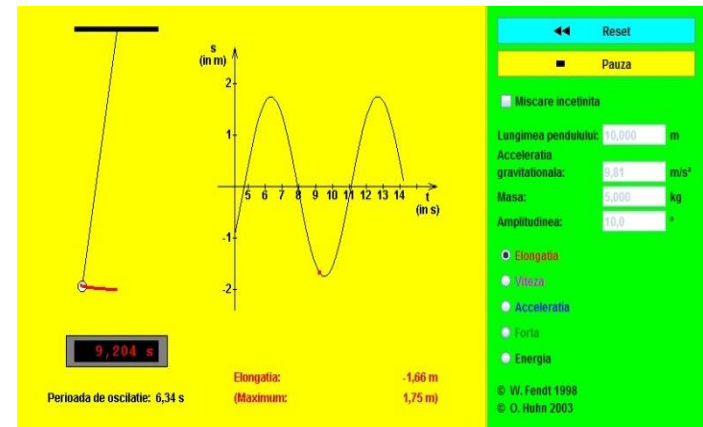 s
(in m)
2
1
-1
-2
5 6 7 8 9 10 11 12 13 14
t
(in s)
9,204 s
Perioada de oscilatie: 6,34 s
Elongatia: -1,66 m
(Maximum: 1,75 m)
Reset
Pauza
Miscare incetinita
Lungimea pendulului: 10,000 m
Acceleratia
gravitationala: 9,81 m/s²
Masa: 5,000 kg
Amplitudinea: 10,0 °
Elongatia
Viteza
Acceleratia
Forta
Energia
© W. Fendt 1998
© O. Huhn 2003